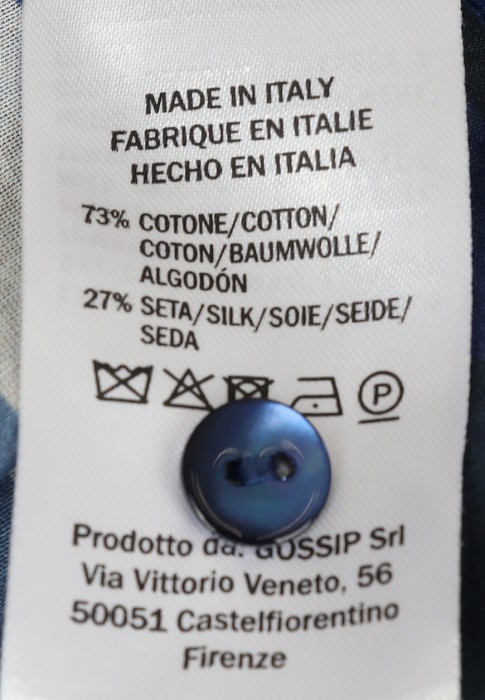 MADE IN ITALY
FABRIQUE EN ITALIE
HECHO EN ITALIA
73% COTONE/COTTON/
COTON/BAUMWOLLE/
ALGODÓN
27% SETA/SILK/SOIE/SEIDE/
SEDA
P
Prodotto da: GOSSIP Srl
Via Vittorio Veneto, 56
50051 Castelfiorentino
Firenze